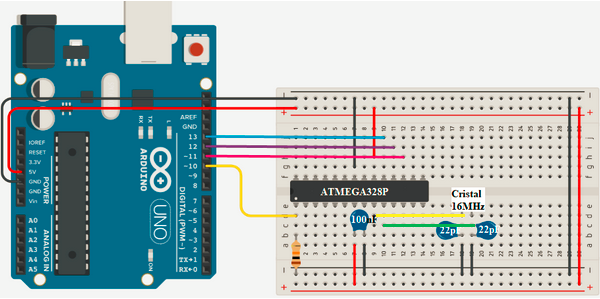 RX
TX
L
AREF
GND
13
12
~11
~10
~9
8
7
~6
~5
4
~3
2
TX→1
RX←0
DIGITAL (PWM~)
ARDUINO
UNO
ON
IOREF
RESET
3.3V
5V
GND
GND
Vin
POWER
A0
A1
A2
A3
A4
A5
ANALOG IN
ATMEGA328P
Cristal
16MHz
100
22p
22p